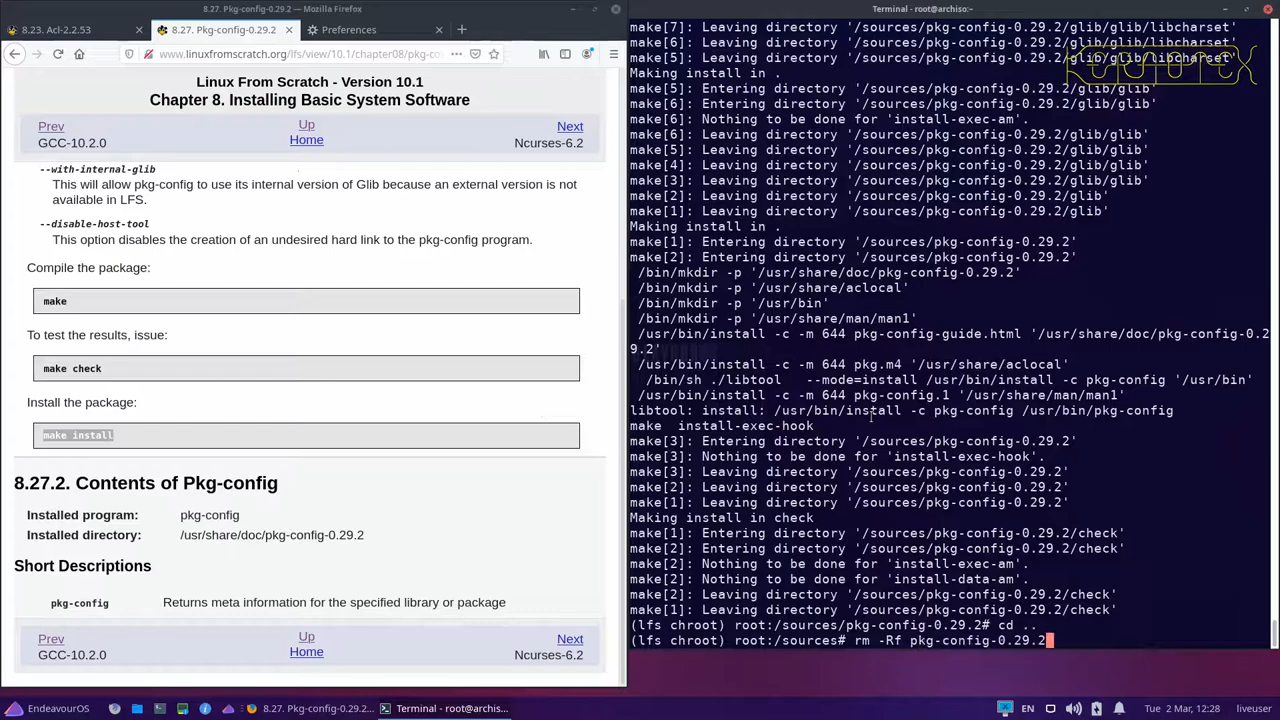 8.27. Pkg-config-0.29.2 — Mozilla Firefox
8.23. Acl-2.2.53
8.27. Pkg-config-0.29.2
Preferences
www.linuxfromscratch.org/lfs/view/10.1/chapter08/pkg-co
Linux From Scratch - Version 10.1
Chapter 8. Installing Basic System Software
Prev
Up
Next
GCC-10.2.0
Home
Ncurses-6.2
--with-internal-glib
This will allow pkg-config to use its internal version of Glib because an external version is not
available in LFS.
--disable-host-tool
This option disables the creation of an undesired hard link to the pkg-config program.
Compile the package:
make
To test the results, issue:
make check
Install the package:
make install
8.27.2. Contents of Pkg-config
Installed program: pkg-config
Installed directory: /usr/share/doc/pkg-config-0.29.2
Short Descriptions
pkg-config Returns meta information for the specified library or package
Prev
Up
Next
GCC-10.2.0
Home
Ncurses-6.2
Terminal - root@archiso:~
make[7]: Leaving directory '/sources/pkg-config-0.29.2/glib/glib/libcharset'
make[6]: Leaving directory '/sources/pkg-config-0.29.2/glib/glib/libcharset'
make[5]: Leaving directory '/sources/pkg-config-0.29.2/glib/glib/libcharset'
Making install in .
make[5]: Entering directory '/sources/pkg-config-0.29.2/glib/glib'
make[6]: Entering directory '/sources/pkg-config-0.29.2/glib/glib'
make[6]: Nothing to be done for 'install-exec-am'.
make[6]: Leaving directory '/sources/pkg-config-0.29.2/glib/glib'
make[5]: Leaving directory '/sources/pkg-config-0.29.2/glib/glib'
make[4]: Leaving directory '/sources/pkg-config-0.29.2/glib/glib'
make[3]: Leaving directory '/sources/pkg-config-0.29.2/glib/glib'
make[2]: Leaving directory '/sources/pkg-config-0.29.2/glib'
make[1]: Leaving directory '/sources/pkg-config-0.29.2/glib'
Making install in .
make[1]: Entering directory '/sources/pkg-config-0.29.2'
make[2]: Entering directory '/sources/pkg-config-0.29.2'
/bin/mkdir -p '/usr/share/doc/pkg-config-0.29.2'
/bin/mkdir -p '/usr/share/aclocal'
/bin/mkdir -p '/usr/bin'
/bin/mkdir -p '/usr/share/man/man1'
/usr/bin/install -c -m 644 pkg-config-guide.html '/usr/share/doc/pkg-config-0.2
9.2'
/usr/bin/install -c -m 644 pkg.m4 '/usr/share/aclocal'
/bin/sh ./libtool   --mode=install /usr/bin/install -c pkg-config '/usr/bin'
/usr/bin/install -c -m 644 pkg-config.1 '/usr/share/man/man1'
libtool: install: /usr/bin/install -c pkg-config /usr/bin/pkg-config
make  install-exec-hook
make[3]: Entering directory '/sources/pkg-config-0.29.2'
make[3]: Nothing to be done for 'install-exec-hook'.
make[3]: Leaving directory '/sources/pkg-config-0.29.2'
make[2]: Leaving directory '/sources/pkg-config-0.29.2'
make[1]: Leaving directory '/sources/pkg-config-0.29.2'
Making install in check
make[1]: Entering directory '/sources/pkg-config-0.29.2/check'
make[2]: Entering directory '/sources/pkg-config-0.29.2/check'
make[2]: Nothing to be done for 'install-exec-am'.
make[2]: Nothing to be done for 'install-data-am'.
make[2]: Leaving directory '/sources/pkg-config-0.29.2/check'
make[1]: Leaving directory '/sources/pkg-config-0.29.2/check'
(lfs chroot) root:/sources/pkg-config-0.29.2# cd ..
(lfs chroot) root:/sources# rm -Rf pkg-config-0.29.2
EndeavourOS
8.27. Pkg-config-0.29.2...
Terminal - root@archis...
EN
Tue 2 Mar, 12:28
liveuser